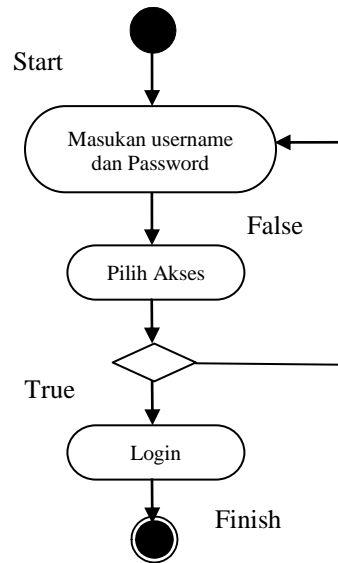 Start
Masukan username
dan Password
False
Pilih Akses
True
Login
Finish